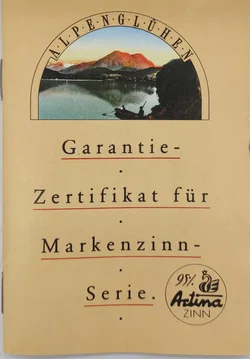 ALPENGLÜHEN
Garantie-
Zertifikat für
Markenzinn-
Serie.
95%
Artina
ZINN